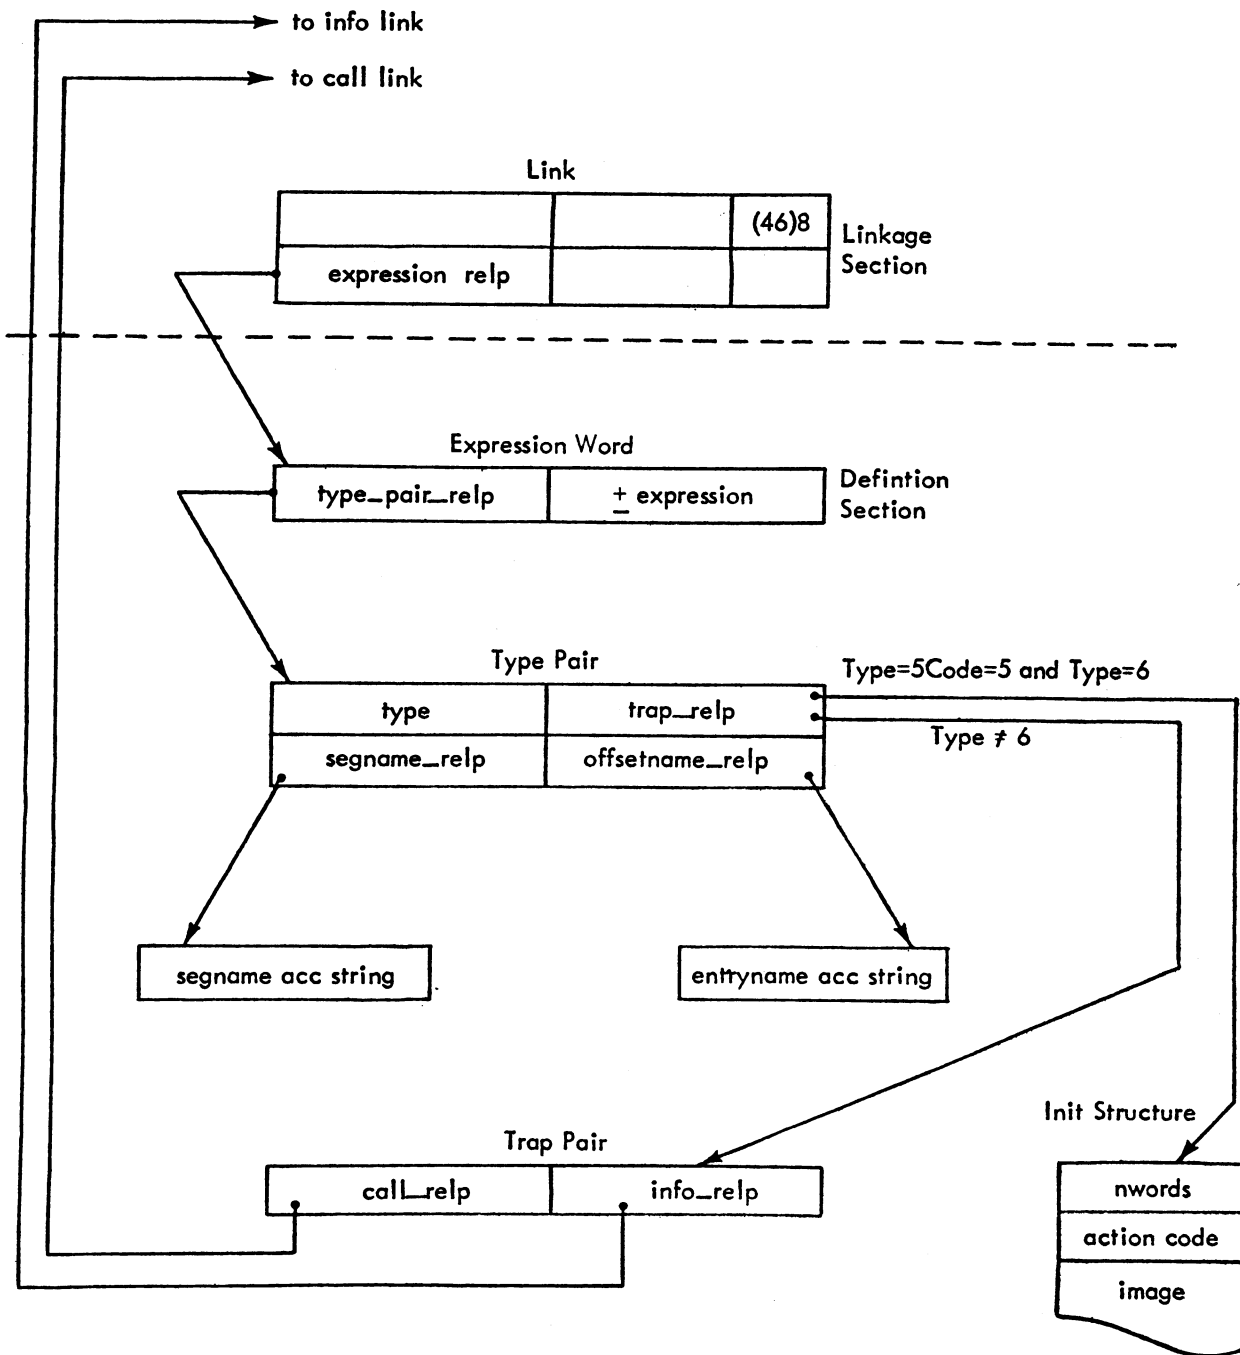 to info link
to call link
Link
(46)8
Linkage
Section
expression relp
Expression Word
type_pair_relp
+ expression
Defintion
Section
Type Pair
Type=5Code=5 and Type=6
type
trap_relp
Type ≠ 6
segname_relp
offsetname_relp
segname acc string
entryname acc string
Init Structure
Trap Pair
call_relp
info_relp
nwords
action code
image